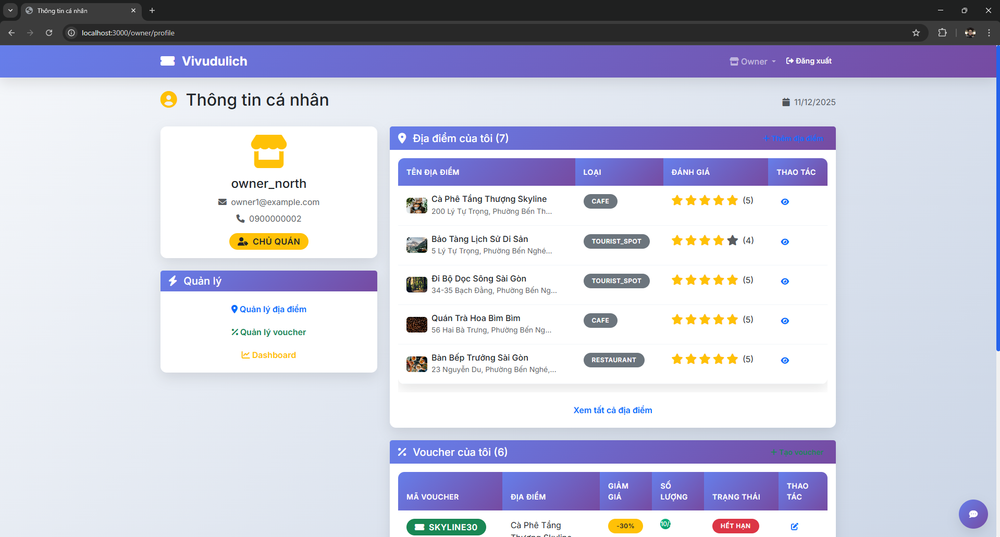 Thông tin cá nhân
localhost:3000/owner/profile
Vivudulich
Owner
Đăng xuất
Thông tin cá nhân
11/12/2025
owner_north
owner1@example.com
0900000002
CHỦ QUÁN
Quản lý
Quản lý địa điểm
Quản lý voucher
Dashboard
Địa điểm của tôi (7)
+ Thêm địa điểm
TÊN ĐỊA ĐIỂM LOẠI ĐÁNH GIÁ THAO TÁC
Cà Phê Tầng Thượng Skyline
200 Lý Tự Trọng, Phường Bến Th...
CAFE
(5)
Bảo Tàng Lịch Sử Di Sản
5 Lý Tự Trọng, Phường Bến Nghé...
TOURIST_SPOT
(4)
Đi Bộ Dọc Sông Sài Gòn
34-35 Bạch Đằng, Phường Bến Ng...
TOURIST_SPOT
(5)
Quán Trà Hoa Bìm Bìm
56 Hai Bà Trưng, Phường Bến Ng...
CAFE
(5)
Bàn Bếp Trưởng Sài Gòn
23 Nguyễn Du, Phường Bến Nghé,...
RESTAURANT
(5)
Xem tất cả địa điểm
Voucher của tôi (6)
+ Tạo voucher
MÃ VOUCHER ĐỊA ĐIỂM GIẢM GIÁ SỐ LƯỢNG TRẠNG THÁI THAO TÁC
SKYLINE30
Cà Phê Tầng
Thượng Skyline
-30%
10/
HẾT HẠN